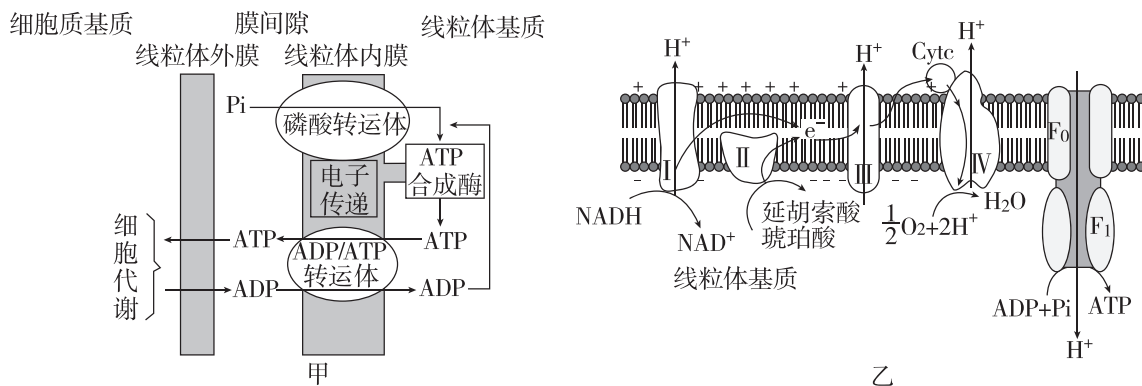 细胞质基质 膜间隙 线粒体基质
线粒体外膜 线粒体内膜
Pi
磷酸转运体
ATP
合成酶
电子
传递
ATP ATP
ADP/ATP
转运体
ADP ADP
细胞代谢
甲
H⁺ H⁺ Cytc H⁺
+ + + + + + +
e⁻
F₀
I II III IV
- - - - - - -
NADH
NAD⁺
延胡索酸
琥珀酸
1/2 O₂+2H⁺
H₂O
F₁
线粒体基质
ADP+Pi ATP
H⁺
乙